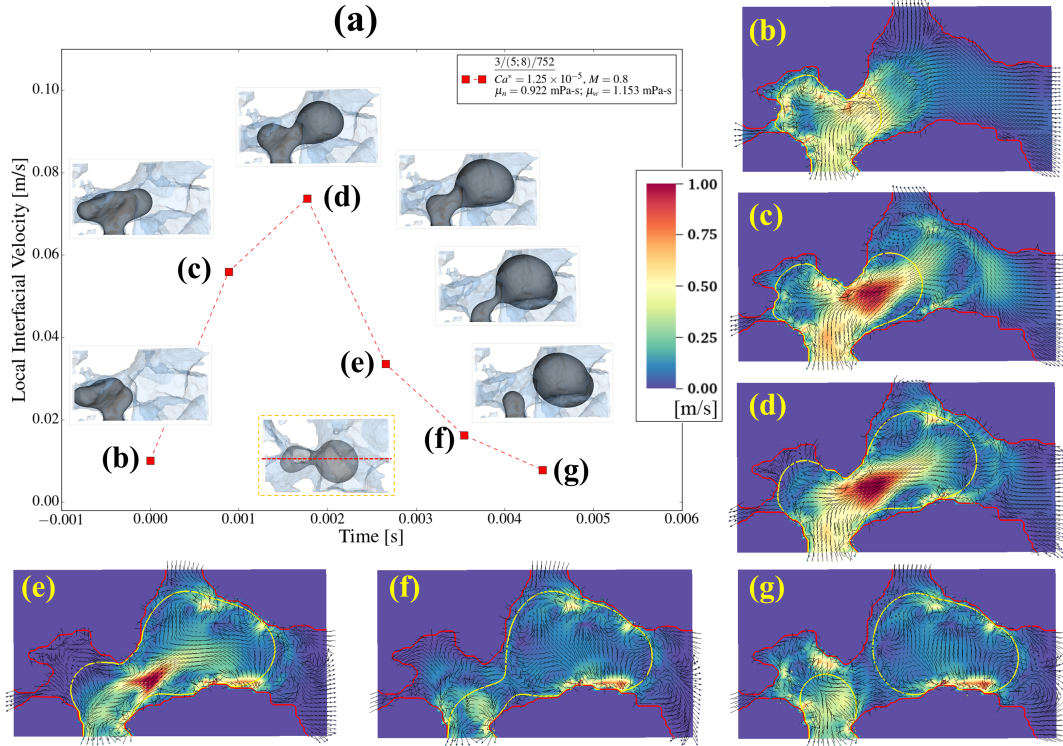 (a)
(b)
0.10
3/(5;8)/752
Ca* = 1.25 × 10⁻⁵, M = 0.8
μₙ = 0.922 mPa-s; μ_w = 1.153 mPa-s
0.08
0.06
0.04
0.02
0.00
Local Interfacial Velocity [m/s]
(d)
(c)
(e)
(b)
(f)
(g)
1.00
0.75
0.50
0.25
0.00
[m/s]
−0.001 0.000 0.001 0.002 0.003 0.004 0.005 0.006
Time [s]
(c)
(d)
(e)
(f)
(g)